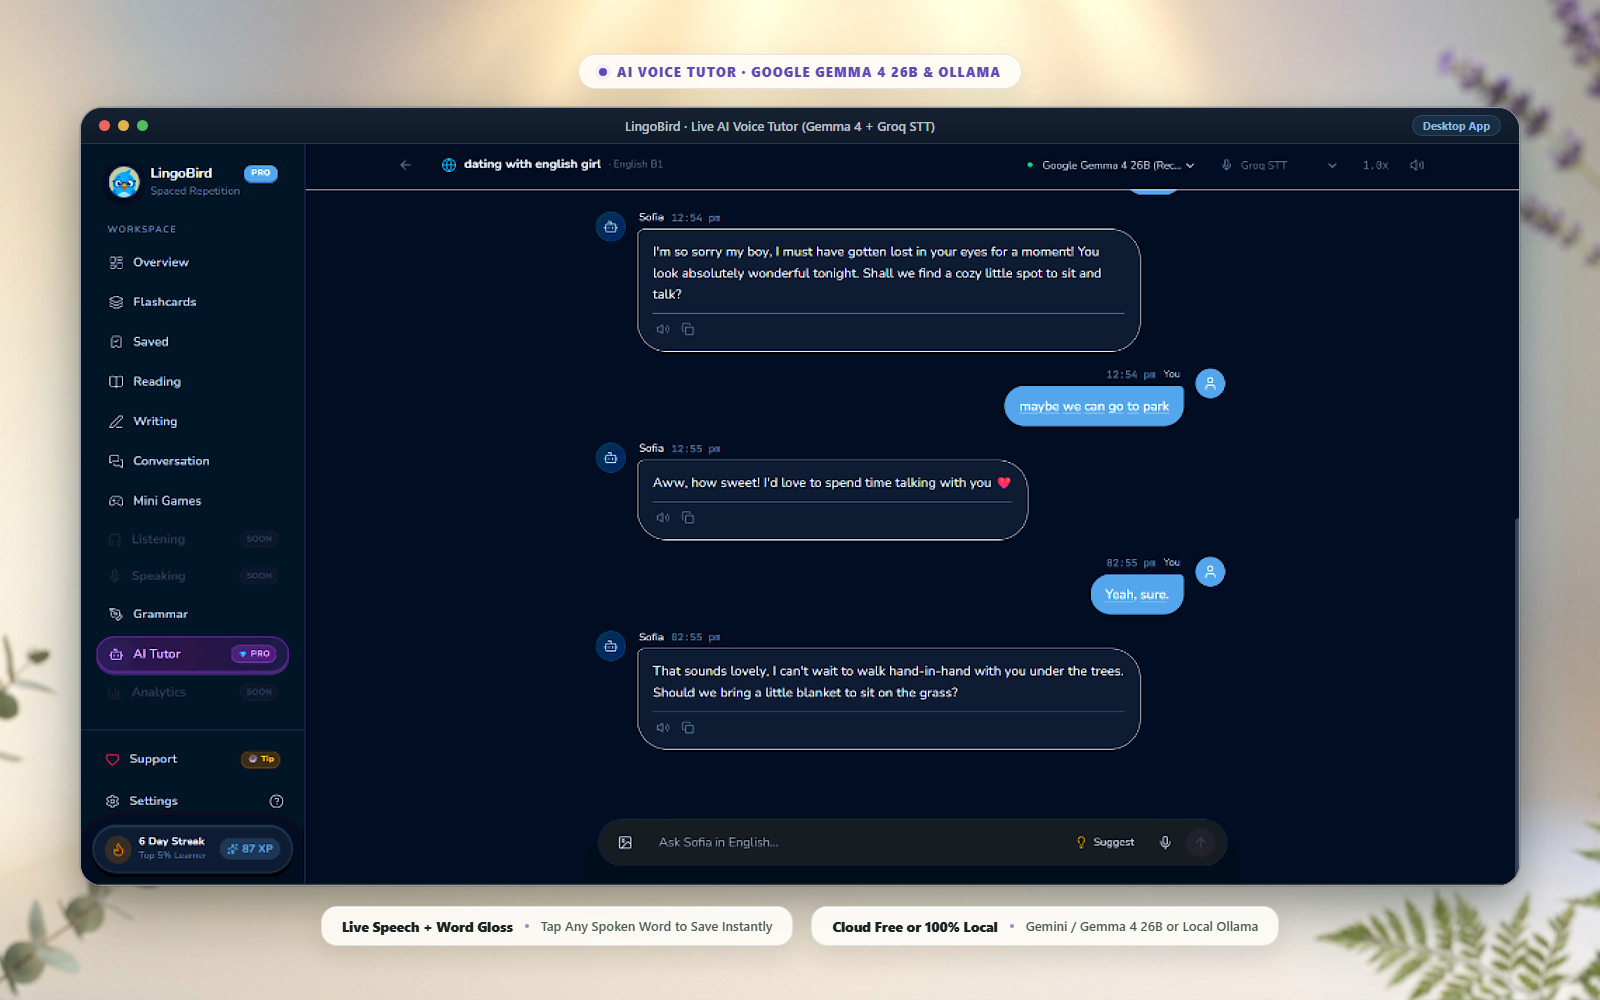 AI VOICE TUTOR · GOOGLE GEMMA 4 26B & OLLAMA
LingoBird · Live AI Voice Tutor (Gemma 4 + Groq STT)
Desktop App
LingoBird
PRO
Spaced Repetition
WORKSPACE
Overview
Flashcards
Saved
Reading
Writing
Conversation
Mini Games
Listening
SOON
Speaking
SOON
Grammar
AI Tutor
PRO
Analytics
SOON
Support
Tip
Settings
6 Day Streak
Top 5% Learner
87 XP
dating with english girl · English B1
Google Gemma 4 26B (Rec...
Groq STT
1.0x
Sofia 12:54 pm
I'm so sorry my boy, I must have gotten lost in your eyes for a moment! You
look absolutely wonderful tonight. Shall we find a cozy little spot to sit and
talk?
12:54 pm You
maybe we can go to park
Sofia 12:55 pm
Aww, how sweet! I'd love to spend time talking with you ❤️
02:55 pm You
Yeah, sure.
Sofia 02:55 pm
That sounds lovely, I can't wait to walk hand-in-hand with you under the trees.
Should we bring a little blanket to sit on the grass?
Ask Sofia in English...
Suggest
Live Speech + Word Gloss • Tap Any Spoken Word to Save Instantly
Cloud Free or 100% Local • Gemini / Gemma 4 26B or Local Ollama